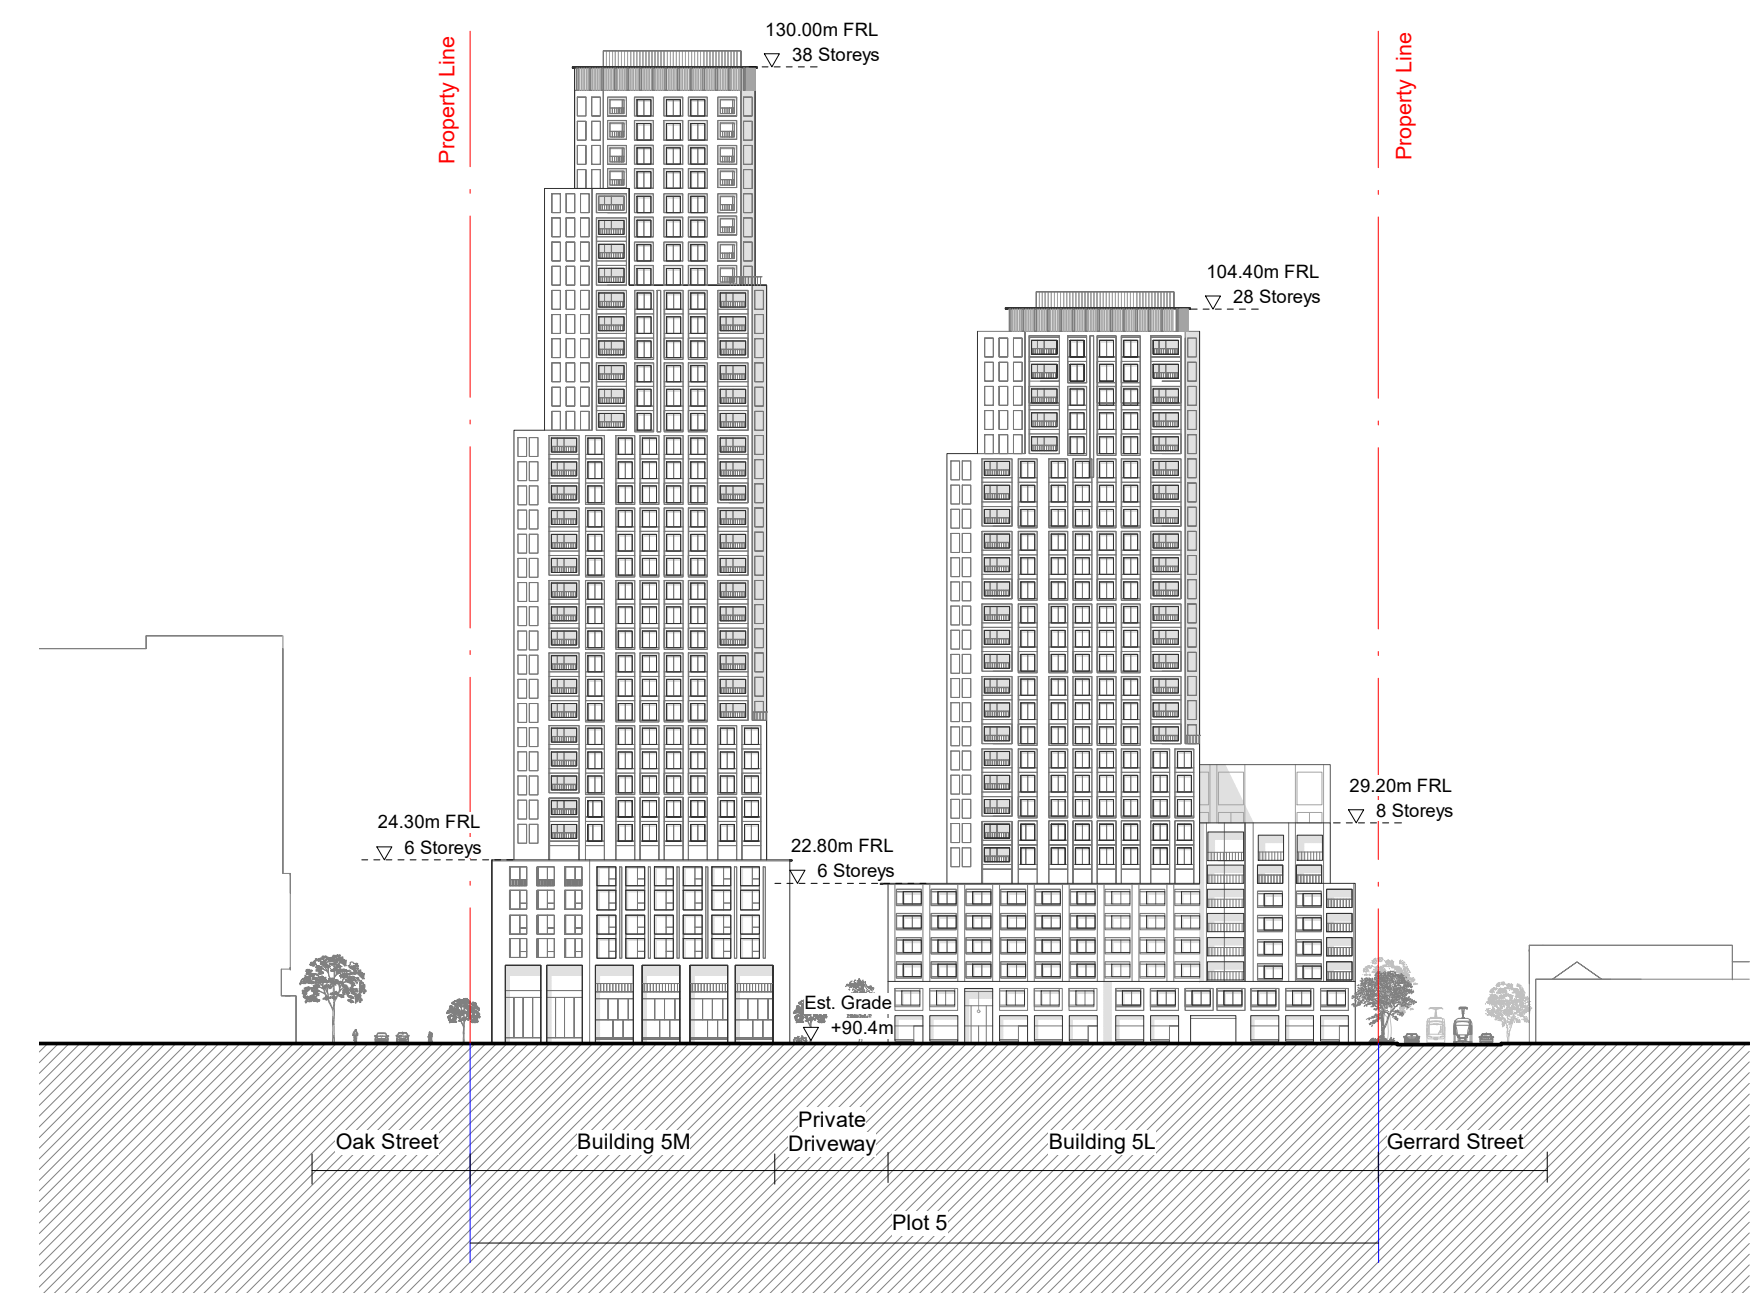 130.00m FRL
38 Storeys
Property Line
Property Line
104.40m FRL
28 Storeys
29.20m FRL
8 Storeys
24.30m FRL
6 Storeys
22.80m FRL
6 Storeys
Est. Grade
+90.4m
Private
Driveway
Oak Street
Building 5M
Building 5L
Gerrard Street
Plot 5